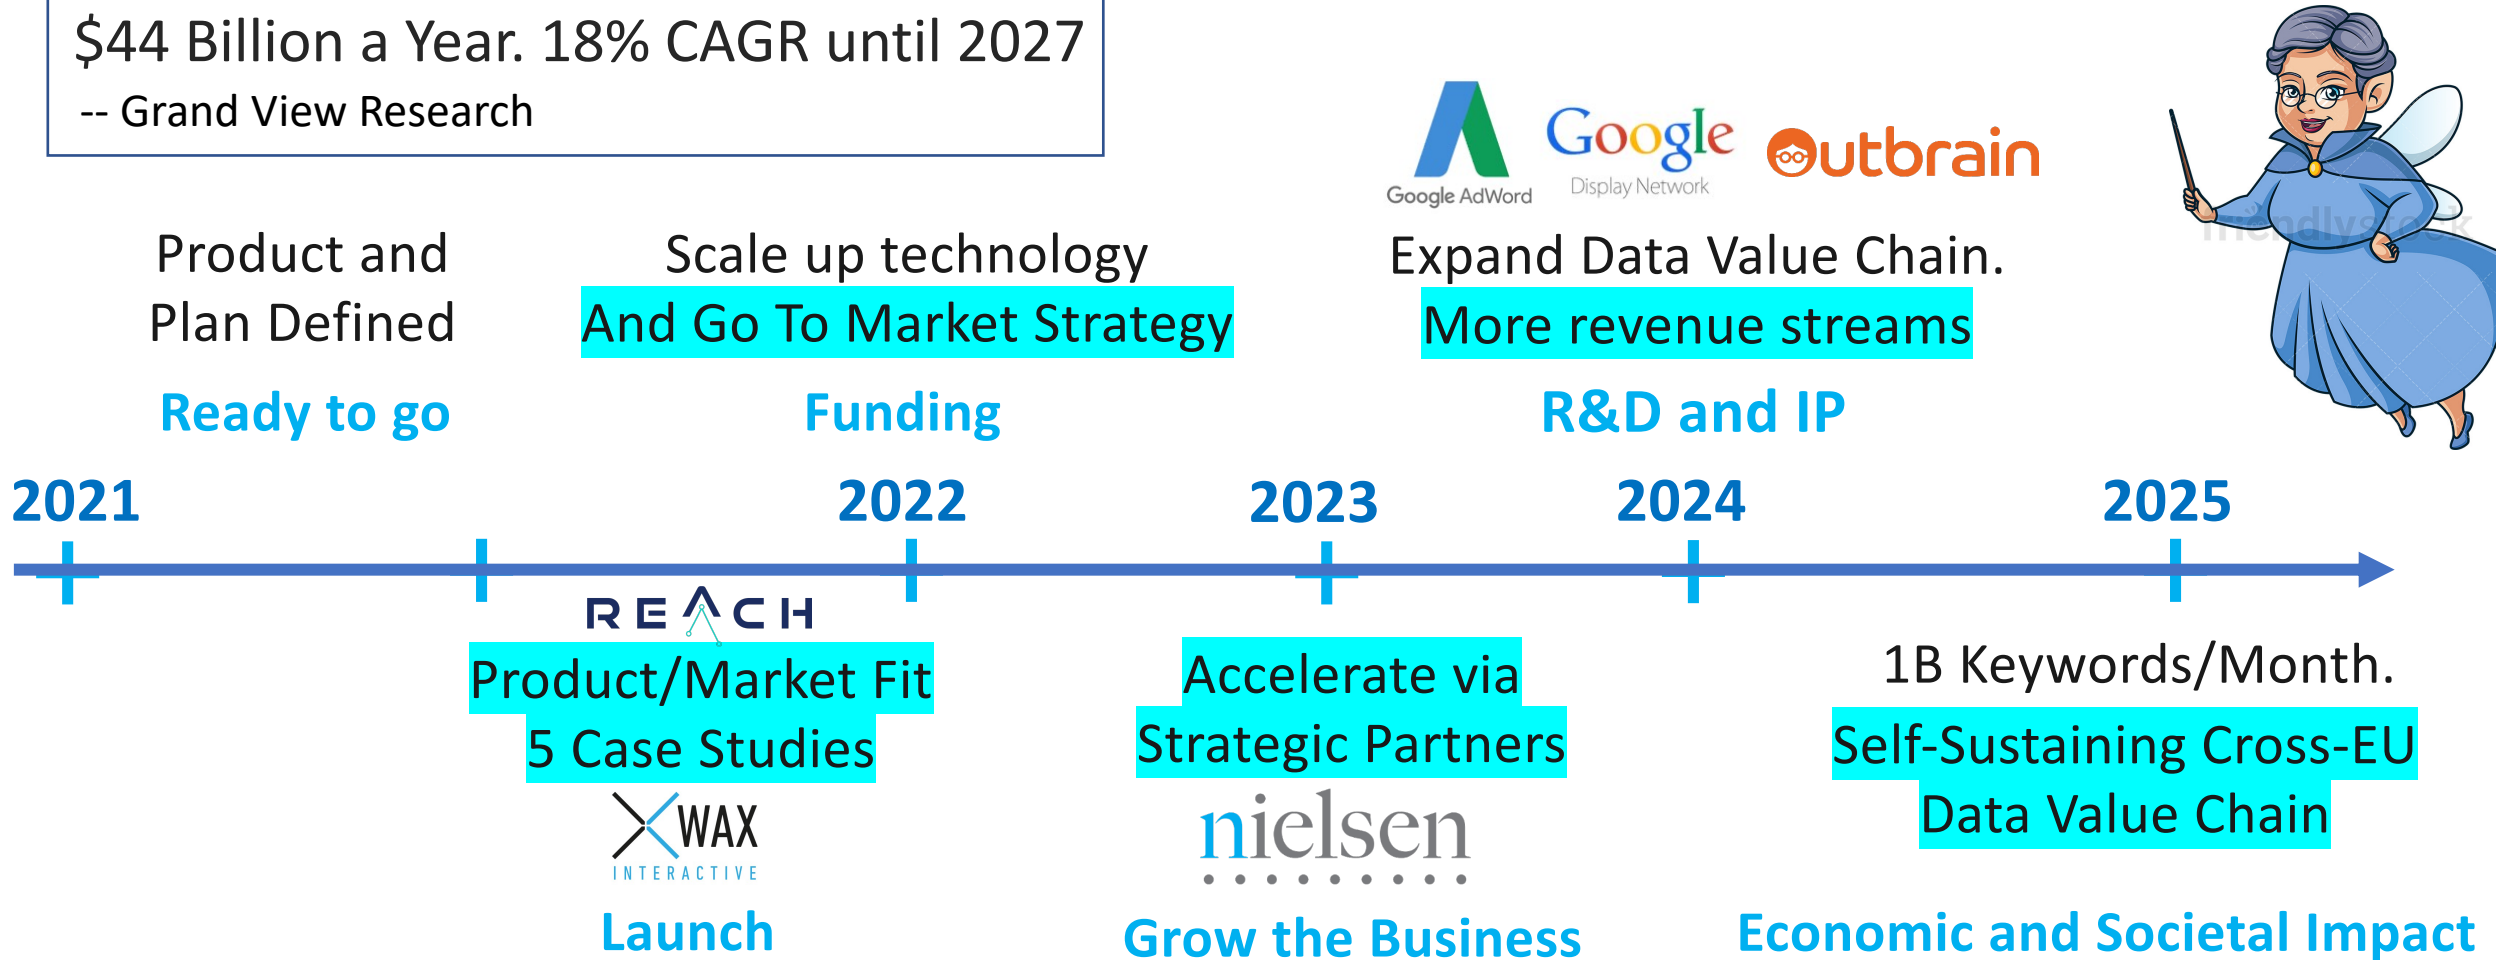 $44 Billion a Year. 18% CAGR until 2027
-- Grand View Research
Google AdWord
Google
Display Network
Outbrain
friendlystock
Product and
Plan Defined
Ready to go
Scale up technology
And Go To Market Strategy
Funding
Expand Data Value Chain.
More revenue streams
R&D and IP
2021
2022
2023
2024
2025
REACH
Product/Market Fit
5 Case Studies
WAX
INTERACTIVE
Launch
Accelerate via
Strategic Partners
nielsen
Grow the Business
1B Keywords/Month.
Self-Sustaining Cross-EU
Data Value Chain
Economic and Societal Impact